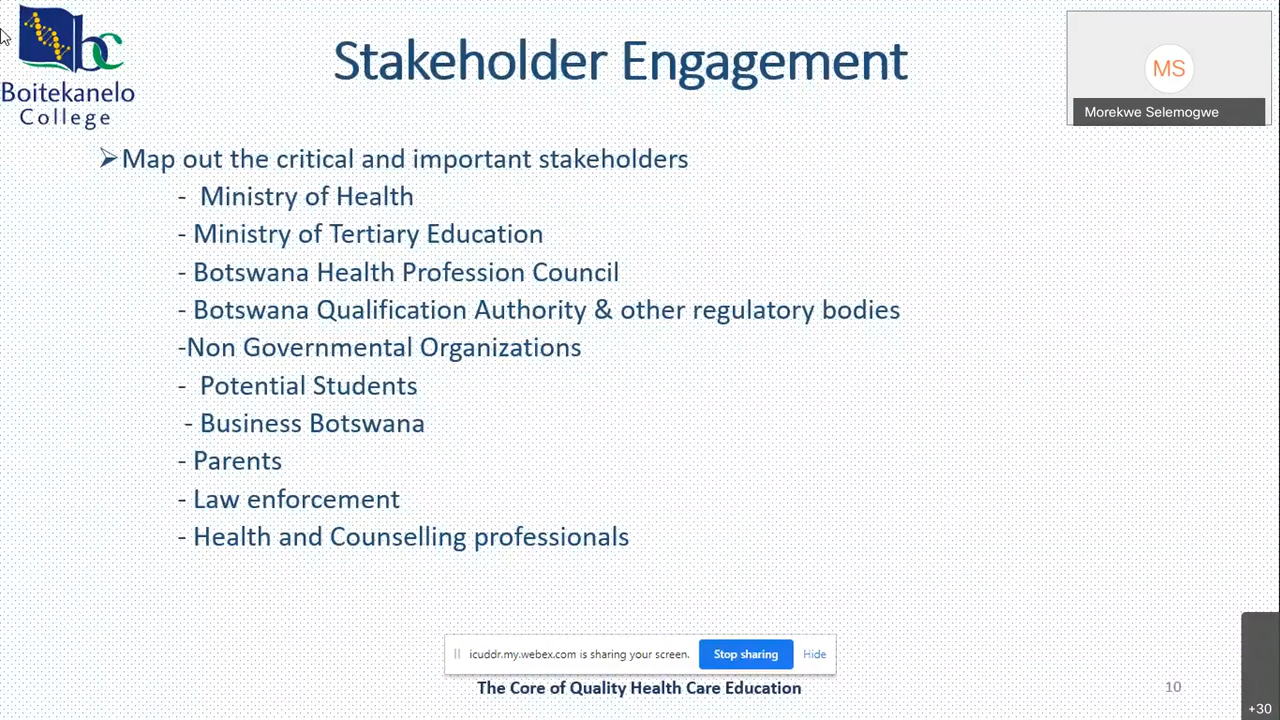 bc
Boitekanelo
College
Stakeholder Engagement
MS
Morekwe Selemogwe
➢Map out the critical and important stakeholders
- Ministry of Health
- Ministry of Tertiary Education
- Botswana Health Profession Council
- Botswana Qualification Authority & other regulatory bodies
-Non Governmental Organizations
- Potential Students
- Business Botswana
- Parents
- Law enforcement
- Health and Counselling professionals
icuddr.my.webex.com is sharing your screen. Stop sharing Hide
The Core of Quality Health Care Education
10
+30